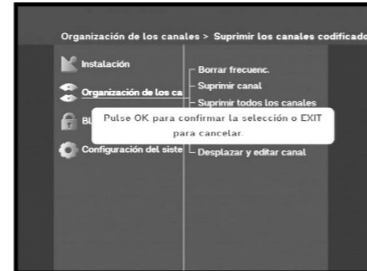 Organización de los canales > Suprimir los canales codificado
Instalación
Borrar frecuenc.
Organización de los ca
Suprimir canal
Suprimir todos los canales
Pulse OK para confirmar la selección o EXIT
para cancelar.
Configuración del siste
Desplazar y editar canal